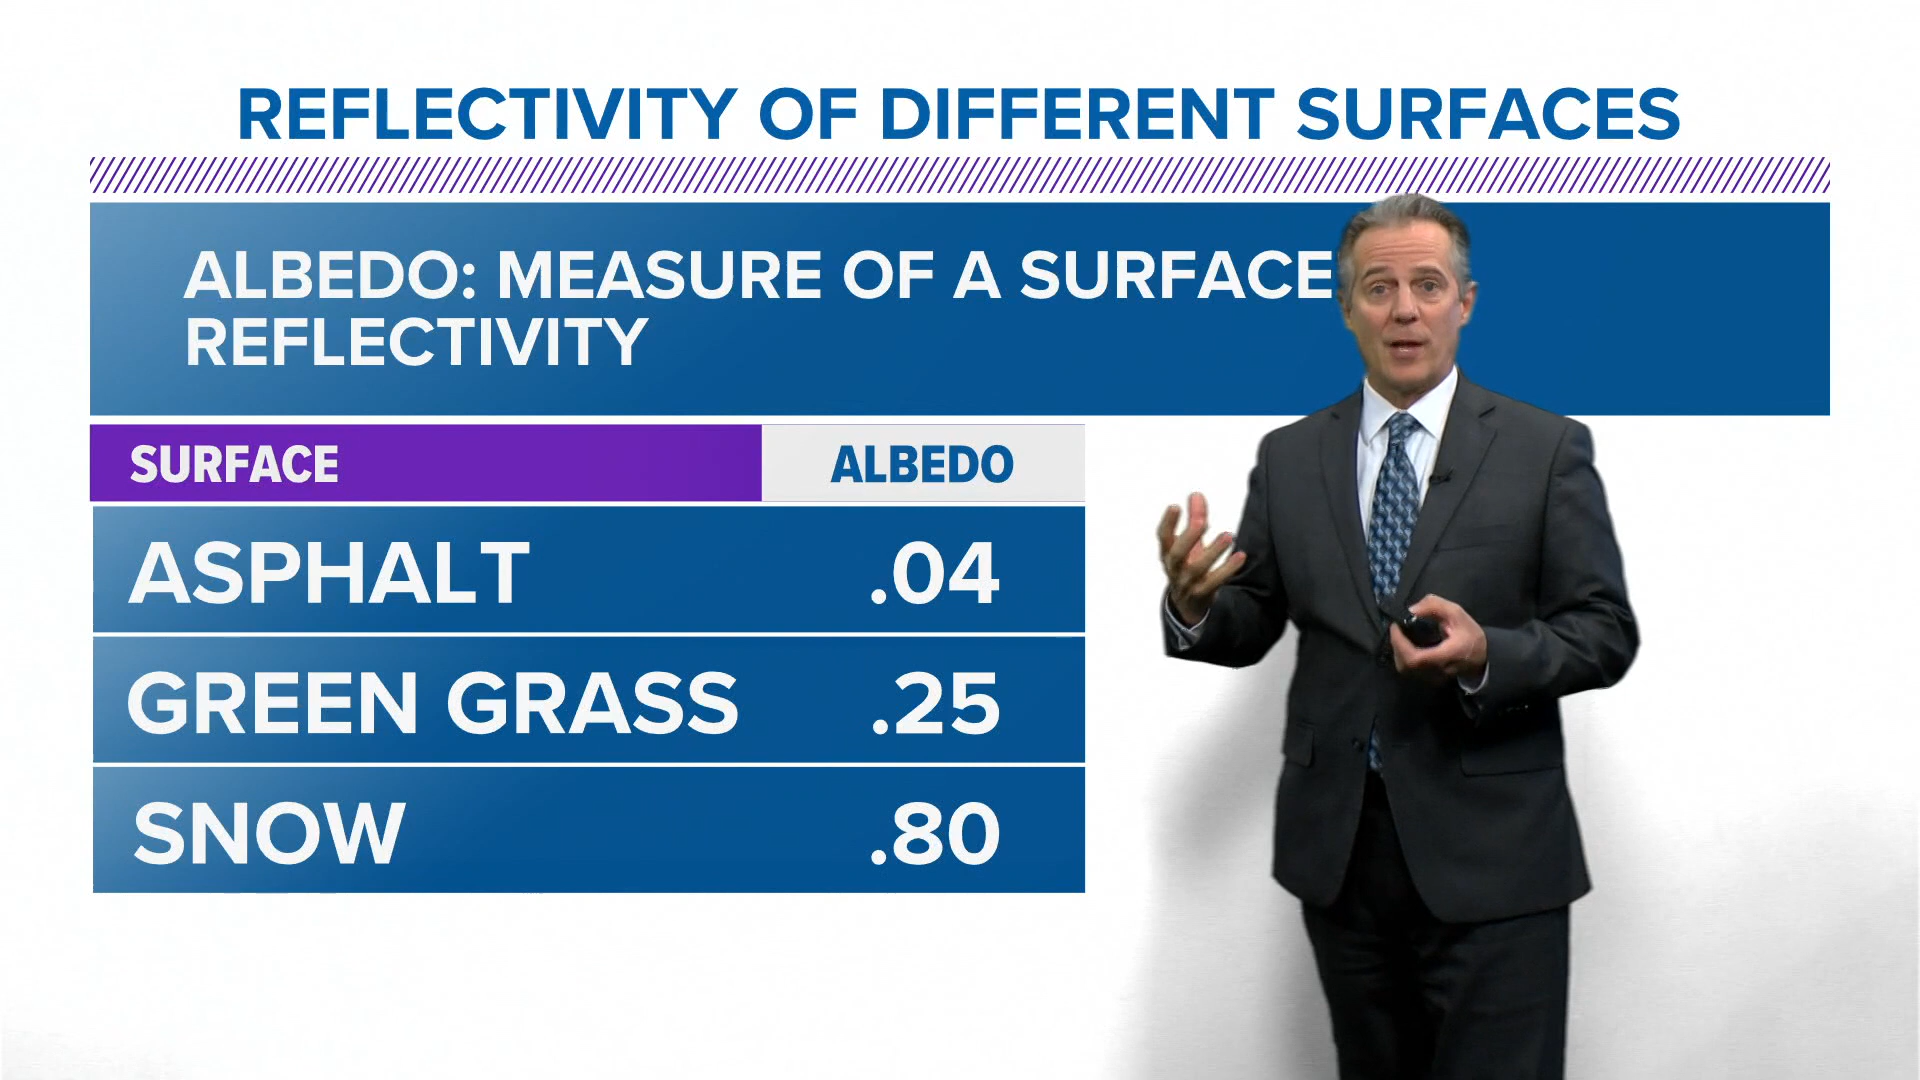 REFLECTIVITY OF DIFFERENT SURFACES
ALBEDO: MEASURE OF A SURFACE
REFLECTIVITY
SURFACE ALBEDO
ASPHALT .04
GREEN GRASS .25
SNOW .80